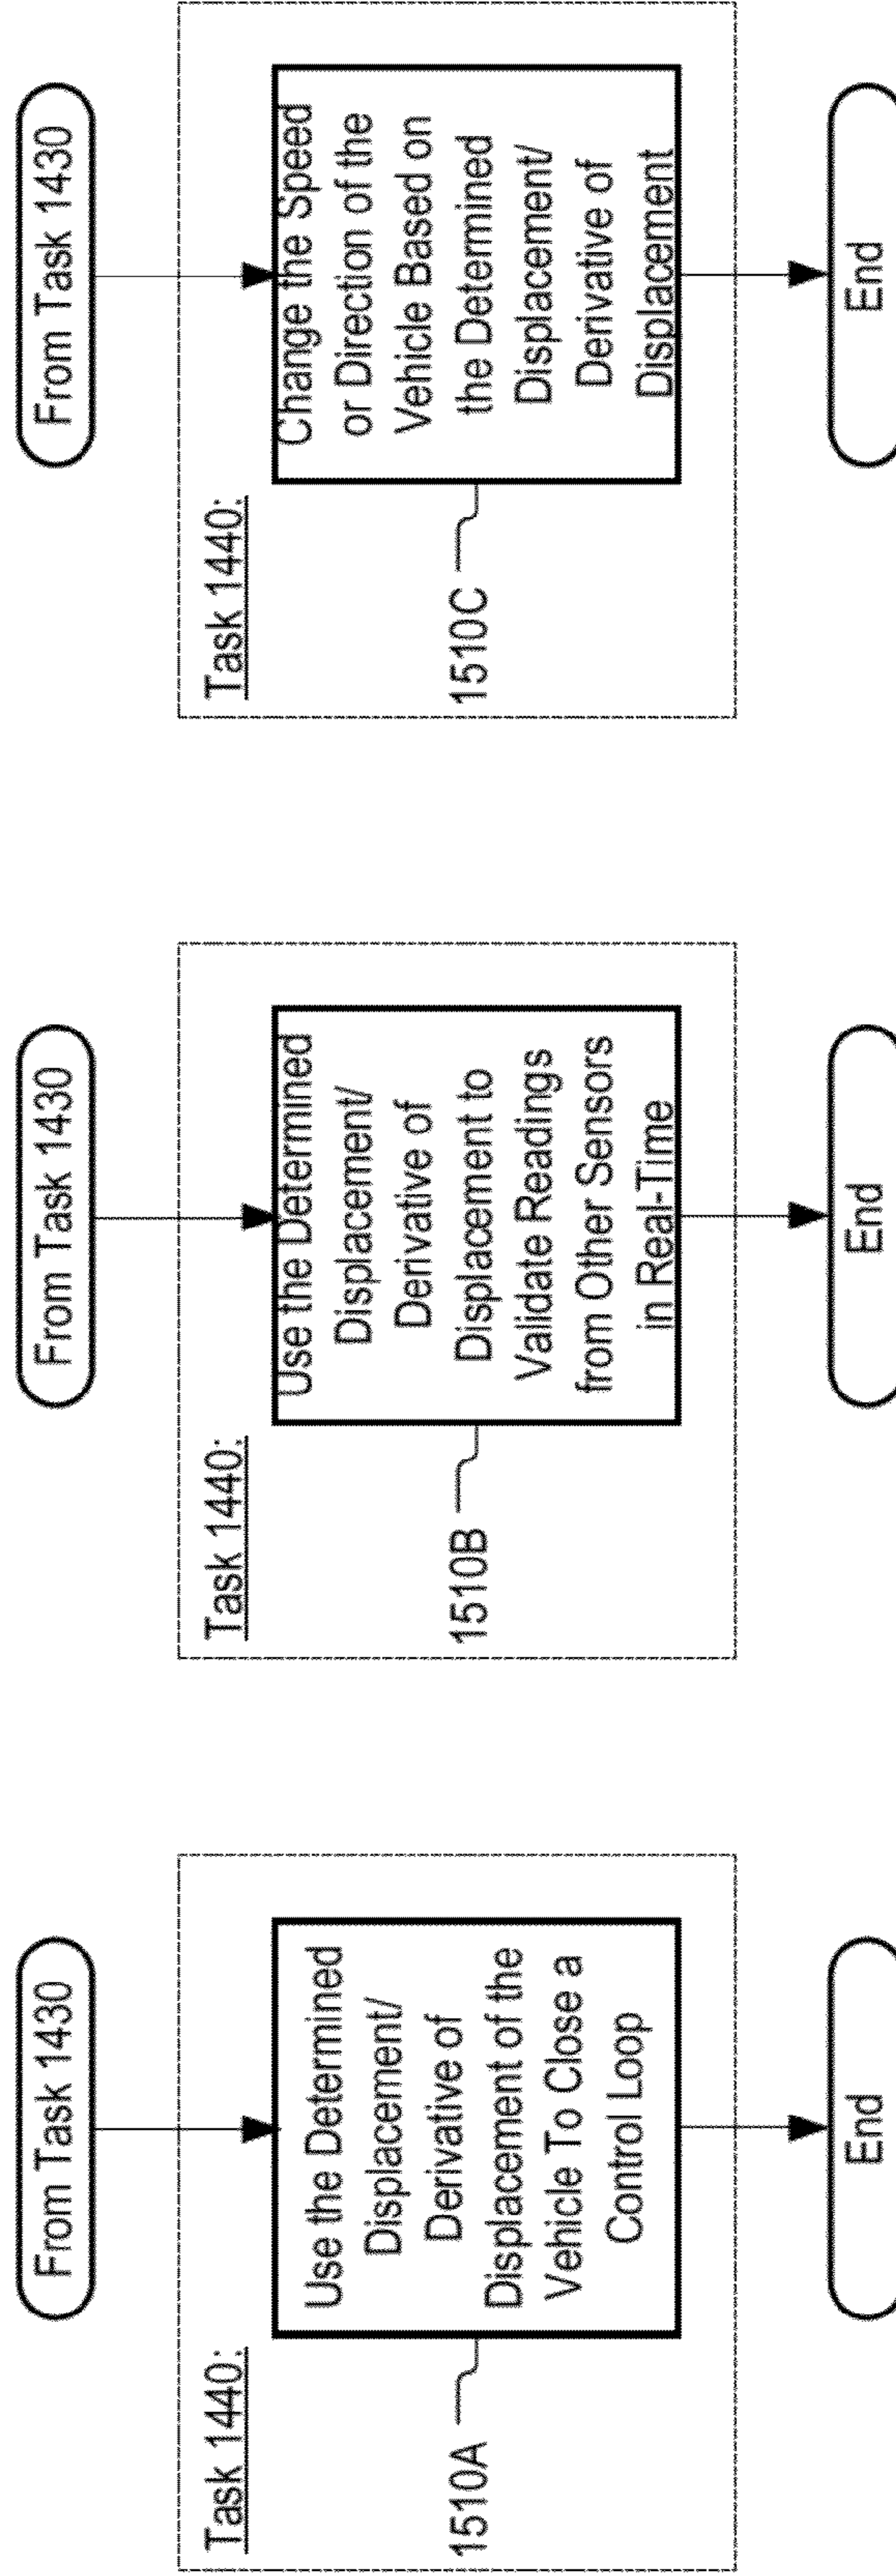 From Task 1430
Task 1440:
1510A
Use the Determined
Displacement/
Derivative of
Displacement of the
Vehicle To Close a
Control Loop
End
From Task 1430
Task 1440:
1510B
Use the Determined
Displacement/
Derivative of
Displacement to
Validate Readings
from Other Sensors
in Real-Time
End
From Task 1430
Task 1440:
1510C
Change the Speed
or Direction of the
Vehicle Based on
the Determined
Displacement/
Derivative of
Displacement
End